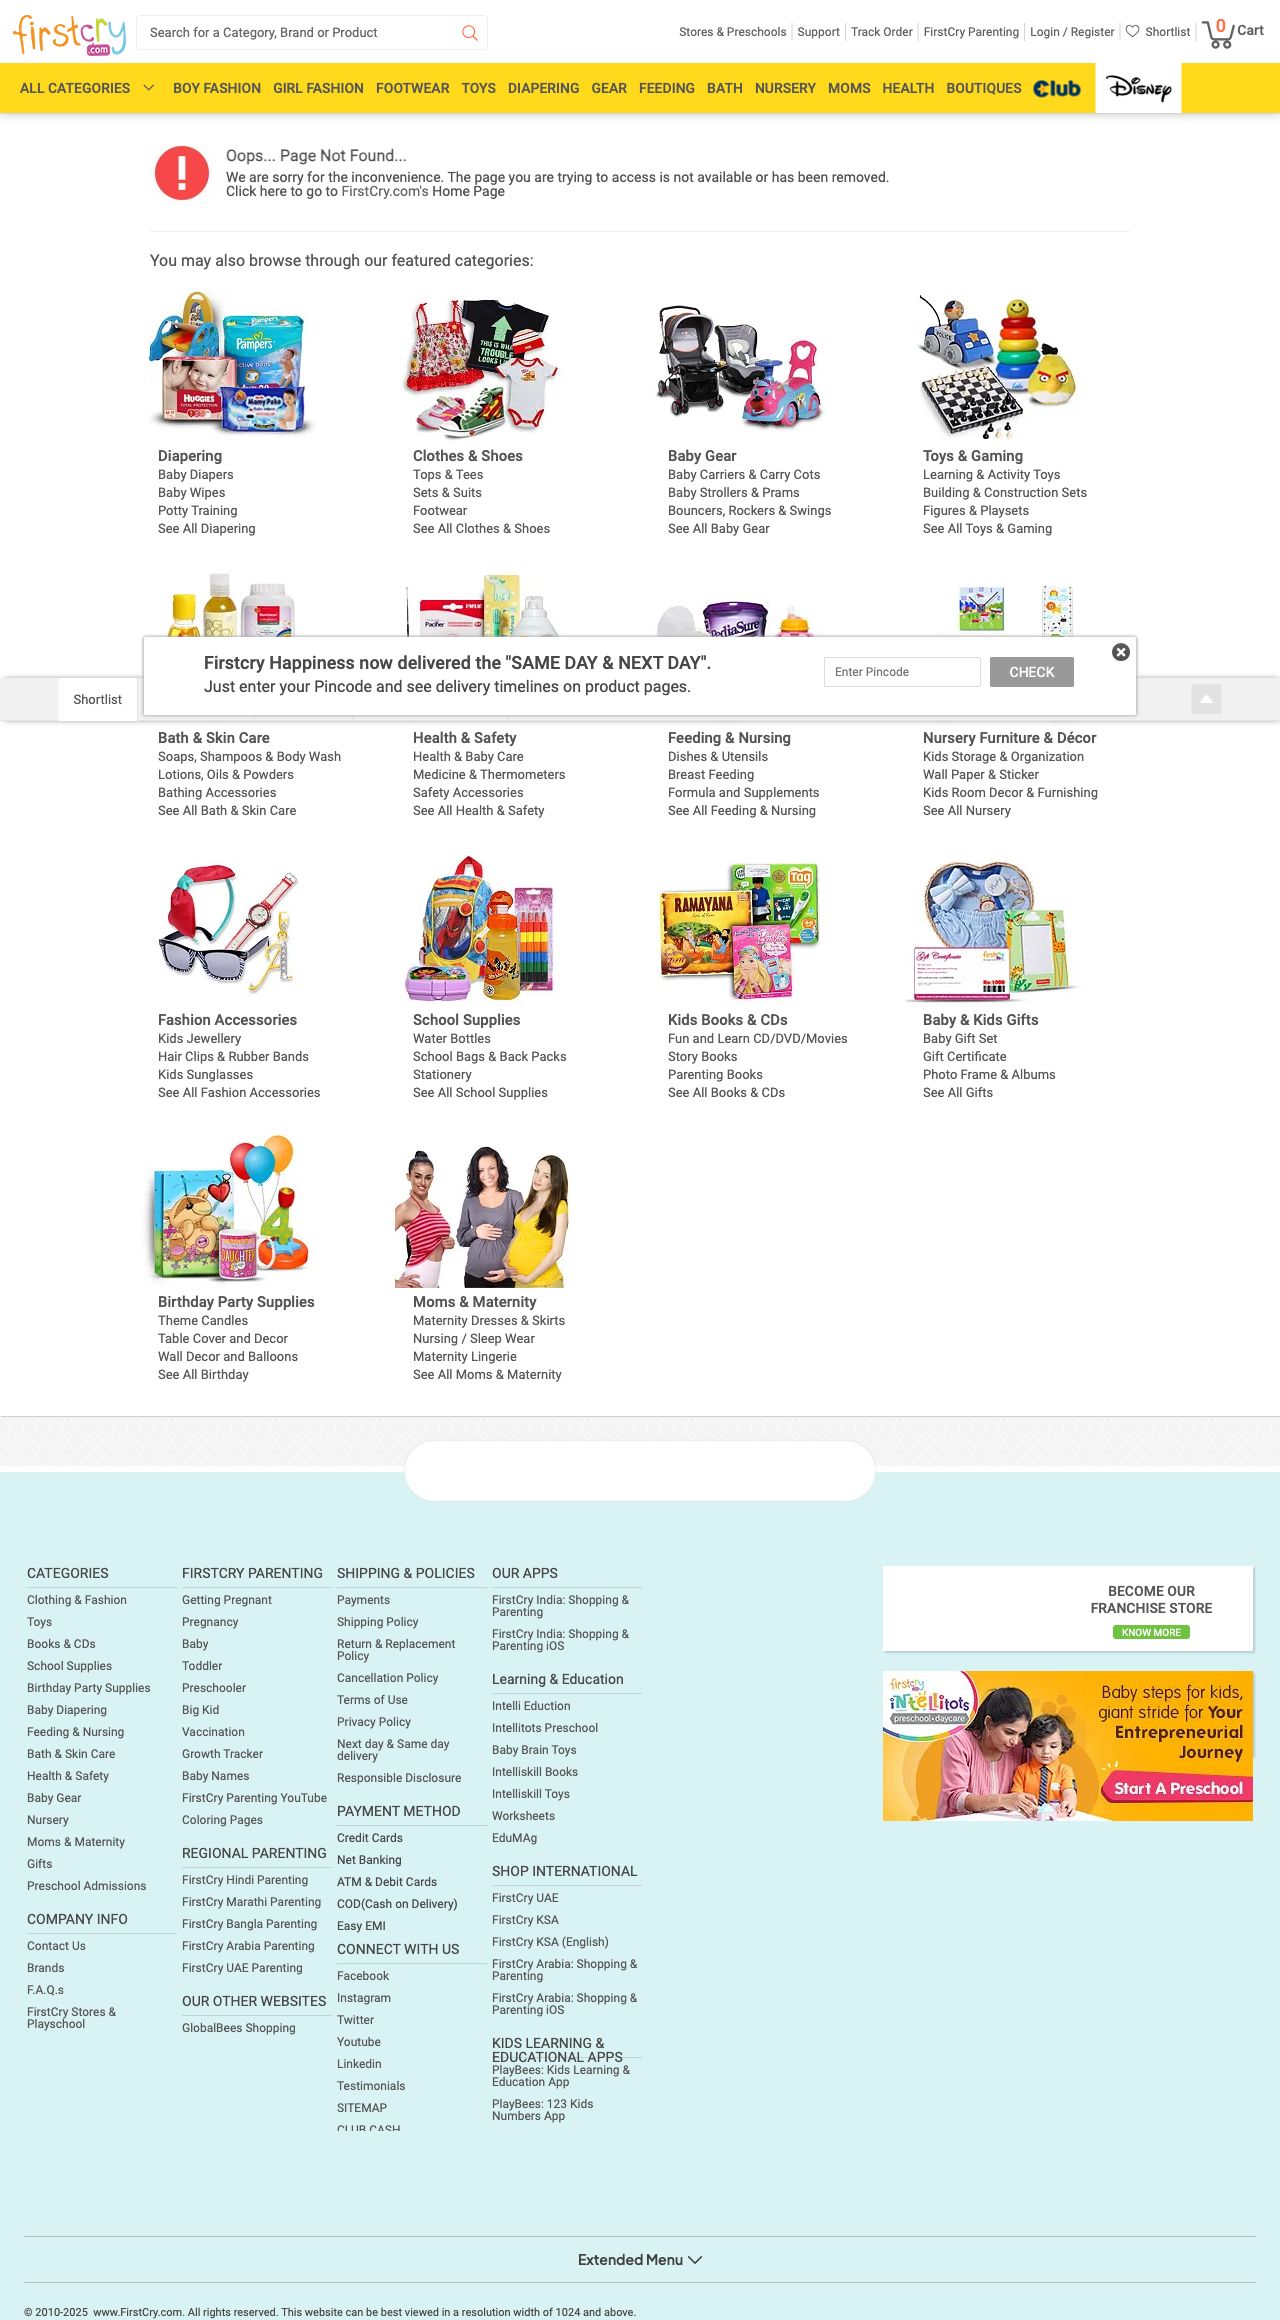 firstcry
.com
Search for a Category, Brand or Product
Stores & Preschools
Support
Track Order
FirstCry Parenting
Login / Register
Shortlist
0
Cart
ALL CATEGORIES
BOY FASHION
GIRL FASHION
FOOTWEAR
TOYS
DIAPERING
GEAR
FEEDING
BATH
NURSERY
MOMS
HEALTH
BOUTIQUES
Club
Disney
Oops... Page Not Found...
We are sorry for the inconvenience. The page you are trying to access is not available or has been removed.
Click here to go to FirstCry.com's Home Page
You may also browse through our featured categories:
Pampers
Pampers
HUGGIES
MamyPoko
THIS IS WHAT
TROUBLE
LOOKS LIKE
POLICE
Diapering
Baby Diapers
Baby Wipes
Potty Training
See All Diapering
Clothes & Shoes
Tops & Tees
Sets & Suits
Footwear
See All Clothes & Shoes
Baby Gear
Baby Carriers & Carry Cots
Baby Strollers & Prams
Bouncers, Rockers & Swings
See All Baby Gear
Toys & Gaming
Learning & Activity Toys
Building & Construction Sets
Figures & Playsets
See All Toys & Gaming
Pacifier
PediaSure
Firstcry Happiness now delivered the "SAME DAY & NEXT DAY".
Just enter your Pincode and see delivery timelines on product pages.
Enter Pincode
CHECK
Shortlist
Bath & Skin Care
Soaps, Shampoos & Body Wash
Lotions, Oils & Powders
Bathing Accessories
See All Bath & Skin Care
Health & Safety
Health & Baby Care
Medicine & Thermometers
Safety Accessories
See All Health & Safety
Feeding & Nursing
Dishes & Utensils
Breast Feeding
Formula and Supplements
See All Feeding & Nursing
Nursery Furniture & Décor
Kids Storage & Organization
Wall Paper & Sticker
Kids Room Decor & Furnishing
See All Nursery
RAMAYANA
Tag
Barbie
Gift Certificate
Rs.1000
Fashion Accessories
Kids Jewellery
Hair Clips & Rubber Bands
Kids Sunglasses
See All Fashion Accessories
School Supplies
Water Bottles
School Bags & Back Packs
Stationery
See All School Supplies
Kids Books & CDs
Fun and Learn CD/DVD/Movies
Story Books
Parenting Books
See All Books & CDs
Baby & Kids Gifts
Baby Gift Set
Gift Certificate
Photo Frame & Albums
See All Gifts
DAUGHTER
4
Birthday Party Supplies
Theme Candles
Table Cover and Decor
Wall Decor and Balloons
See All Birthday
Moms & Maternity
Maternity Dresses & Skirts
Nursing / Sleep Wear
Maternity Lingerie
See All Moms & Maternity
CATEGORIES
Clothing & Fashion
Toys
Books & CDs
School Supplies
Birthday Party Supplies
Baby Diapering
Feeding & Nursing
Bath & Skin Care
Health & Safety
Baby Gear
Nursery
Moms & Maternity
Gifts
Preschool Admissions
COMPANY INFO
Contact Us
Brands
F.A.Q.s
FirstCry Stores &
Playschool
FIRSTCRY PARENTING
Getting Pregnant
Pregnancy
Baby
Toddler
Preschooler
Big Kid
Vaccination
Growth Tracker
Baby Names
FirstCry Parenting YouTube
Coloring Pages
REGIONAL PARENTING
FirstCry Hindi Parenting
FirstCry Marathi Parenting
FirstCry Bangla Parenting
FirstCry Arabia Parenting
FirstCry UAE Parenting
OUR OTHER WEBSITES
GlobalBees Shopping
SHIPPING & POLICIES
Payments
Shipping Policy
Return & Replacement
Policy
Cancellation Policy
Terms of Use
Privacy Policy
Next day & Same day
delivery
Responsible Disclosure
PAYMENT METHOD
Credit Cards
Net Banking
ATM & Debit Cards
COD(Cash on Delivery)
Easy EMI
CONNECT WITH US
Facebook
Instagram
Twitter
Youtube
Linkedin
Testimonials
SITEMAP
CLUB CASH
OUR APPS
FirstCry India: Shopping &
Parenting
FirstCry India: Shopping &
Parenting iOS
Learning & Education
Intelli Eduction
Intellitots Preschool
Baby Brain Toys
Intelliskill Books
Intelliskill Toys
Worksheets
EduMAg
SHOP INTERNATIONAL
FirstCry UAE
FirstCry KSA
FirstCry KSA (English)
FirstCry Arabia: Shopping &
Parenting
FirstCry Arabia: Shopping &
Parenting iOS
KIDS LEARNING &
EDUCATIONAL APPS
PlayBees: Kids Learning &
Education App
PlayBees: 123 Kids
Numbers App
BECOME OUR
FRANCHISE STORE
KNOW MORE
firstcry
iNtellitots
preschool•daycare
Baby steps for kids,
giant stride for Your
Entrepreneurial
Journey
Start A Preschool
Extended Menu
© 2010-2025 www.FirstCry.com. All rights reserved. This website can be best viewed in a resolution width of 1024 and above.